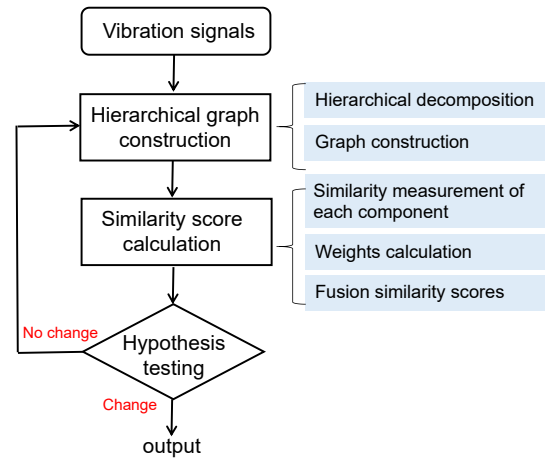 Vibration signals
Hierarchical graph
construction
Hierarchical decomposition
Graph construction
Similarity score
calculation
Similarity measurement of
each component
Weights calculation
Fusion similarity scores
No change
Hypothesis
testing
Change
output